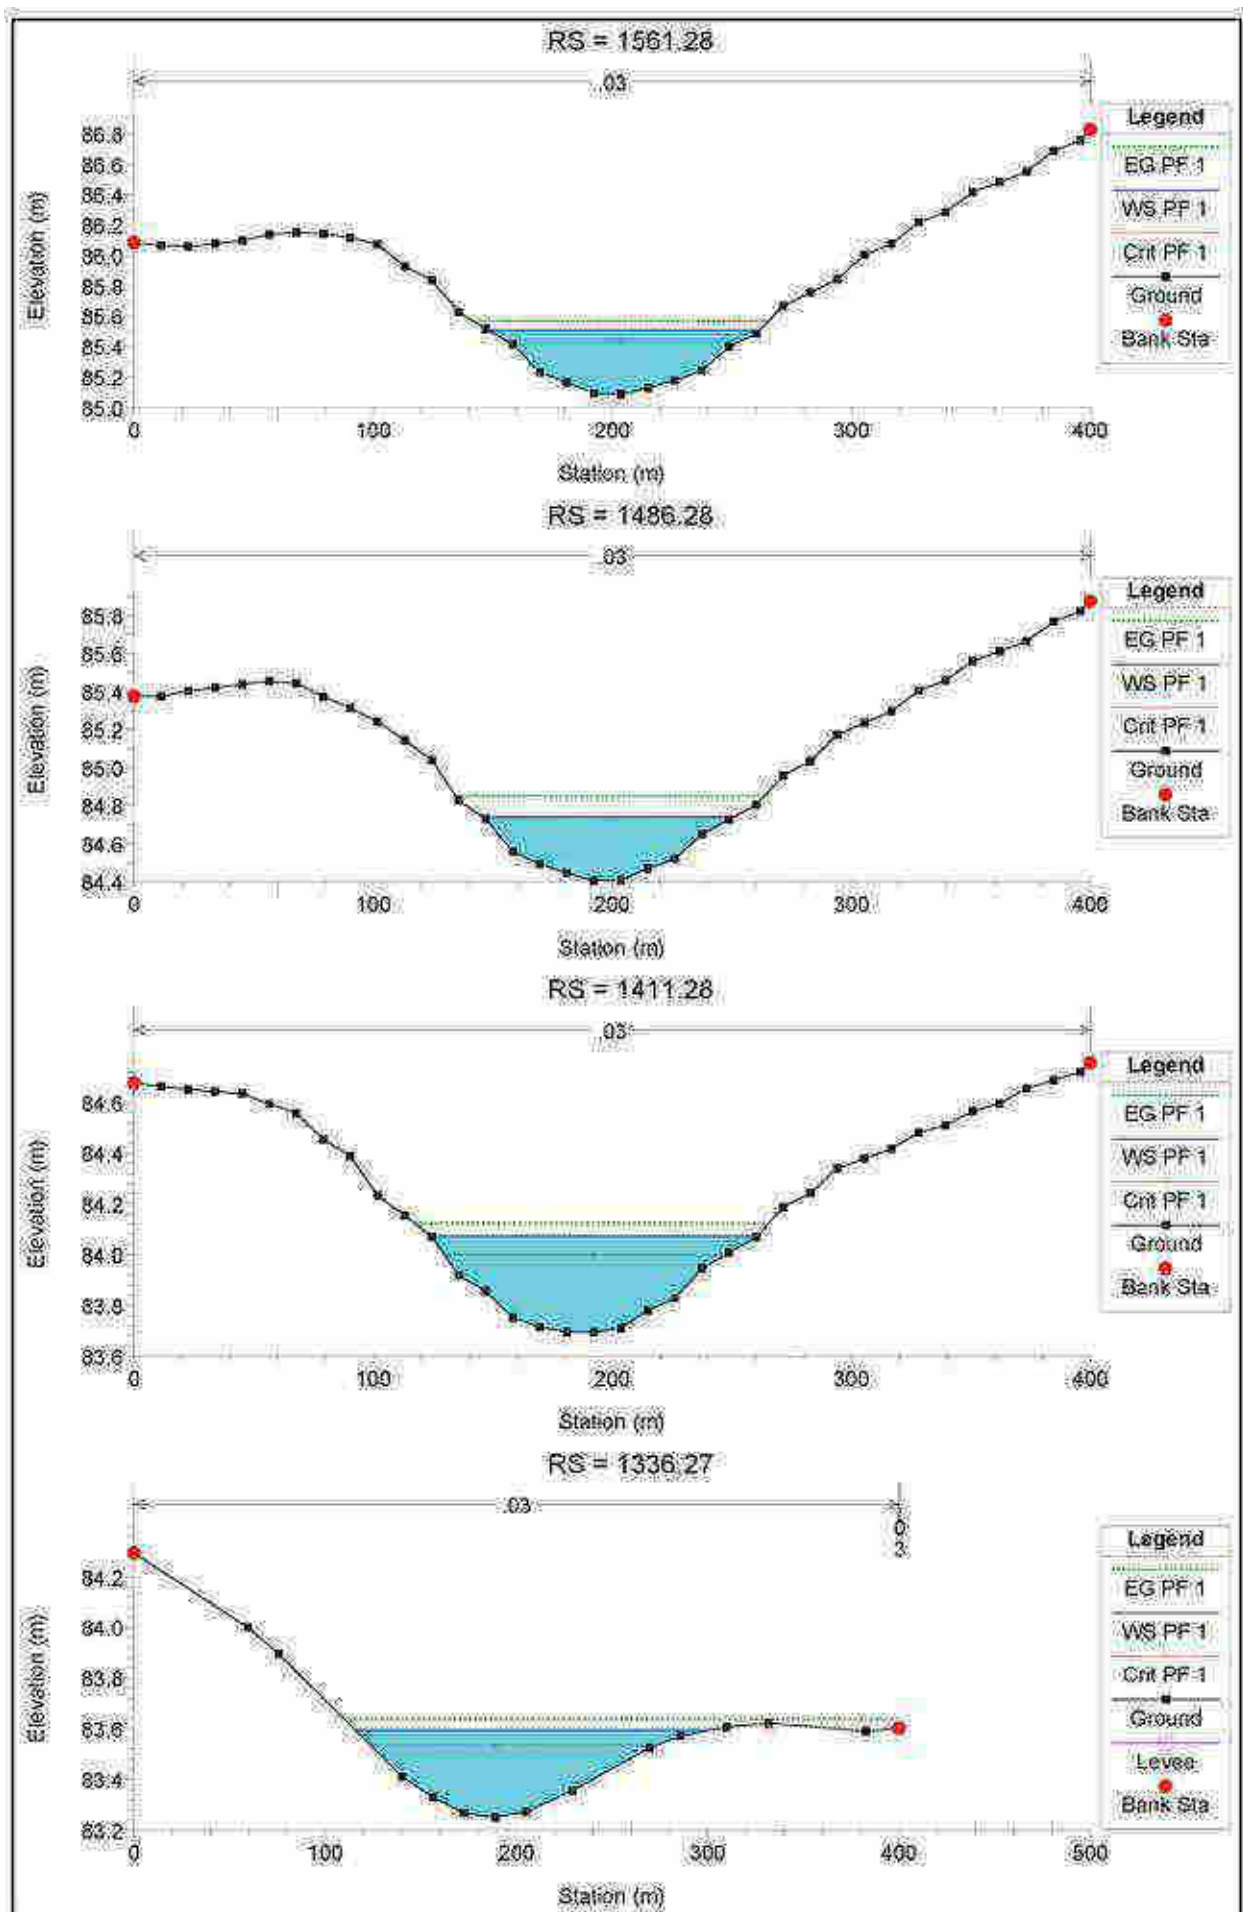 RS = 1561.28
.03
Legend
EG PF 1
WS PF 1
Crit PF 1
Ground
Bank Sta
Elevation (m)
86.8
86.6
86.4
86.2
86.0
85.8
85.6
85.4
85.2
85.0
0 100 200 300 400
Station (m)
RS = 1486.28
.03
Legend
EG PF 1
WS PF 1
Crit PF 1
Ground
Bank Sta
Elevation (m)
85.8
85.6
85.4
85.2
85.0
84.8
84.6
84.4
0 100 200 300 400
Station (m)
RS = 1411.28
.03
Legend
EG PF 1
WS PF 1
Crit PF 1
Ground
Bank Sta
Elevation (m)
84.6
84.4
84.2
84.0
83.8
83.6
0 100 200 300 400
Station (m)
RS = 1336.27
.03
.
0
3
Legend
EG PF 1
WS PF 1
Crit PF 1
Ground
Levee
Bank Sta
Elevation (m)
84.2
84.0
83.8
83.6
83.4
83.2
0 100 200 300 400 500
Station (m)